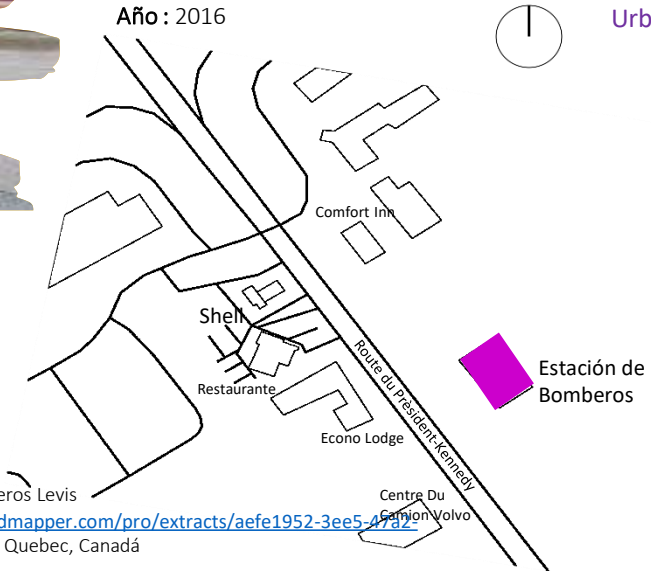 Año : 2016
Urb
Comfort Inn
Shell
Route du Prèsident-Kennedy
Estación de
Bomberos
Restaurante
Econo Lodge
Centre Du
Camion Volvo
eros Levis
dmapper.com/pro/extracts/aefe1952-3ee5-47a2-
Quebec, Canadá